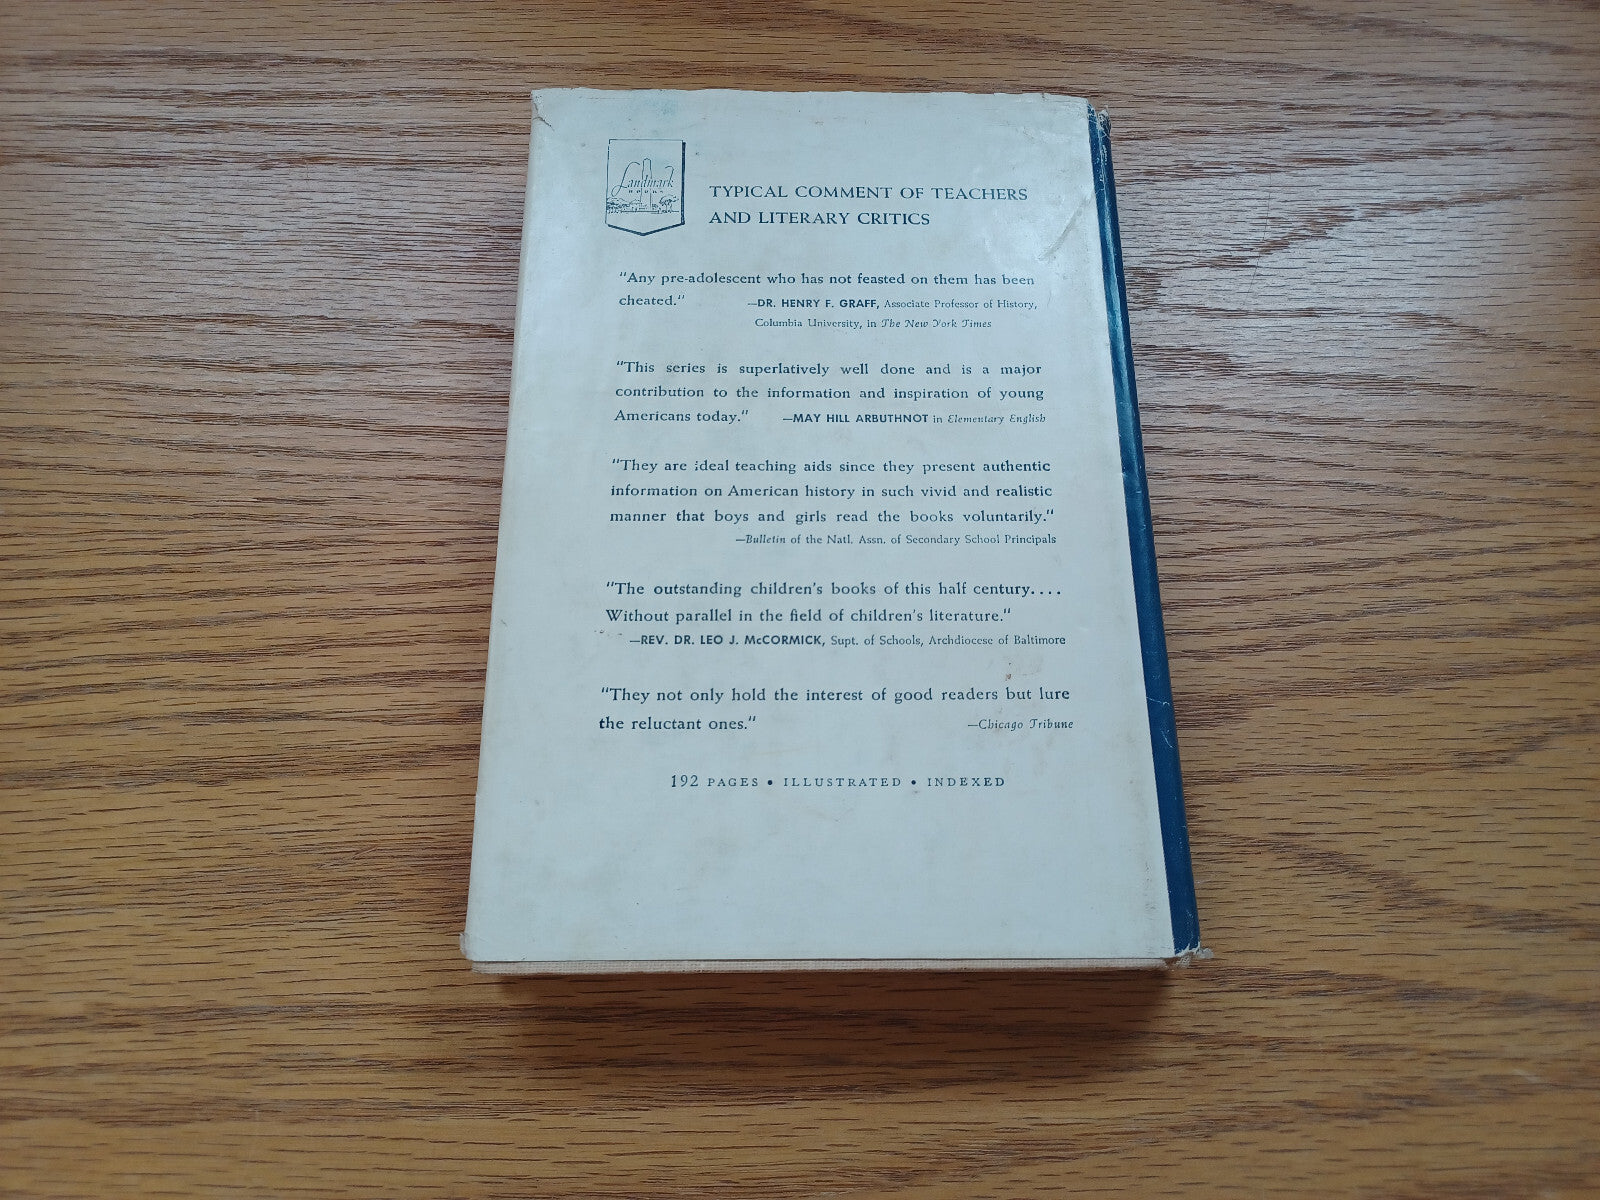 Landmark
BOOKS
TYPICAL COMMENT OF TEACHERS
AND LITERARY CRITICS
"Any pre-adolescent who has not feasted on them has been
cheated." —DR. HENRY F. GRAFF, Associate Professor of History,
Columbia University, in The New York Times
"This series is superlatively well done and is a major
contribution to the information and inspiration of young
Americans today." —MAY HILL ARBUTHNOT in Elementary English
"They are ideal teaching aids since they present authentic
information on American history in such vivid and realistic
manner that boys and girls read the books voluntarily."
—Bulletin of the Natl. Assn. of Secondary School Principals
"The outstanding children's books of this half century....
Without parallel in the field of children's literature."
—REV. DR. LEO J. McCORMICK, Supt. of Schools, Archdiocese of Baltimore
"They not only hold the interest of good readers but lure
the reluctant ones." —Chicago Tribune
192 PAGES • ILLUSTRATED • INDEXED